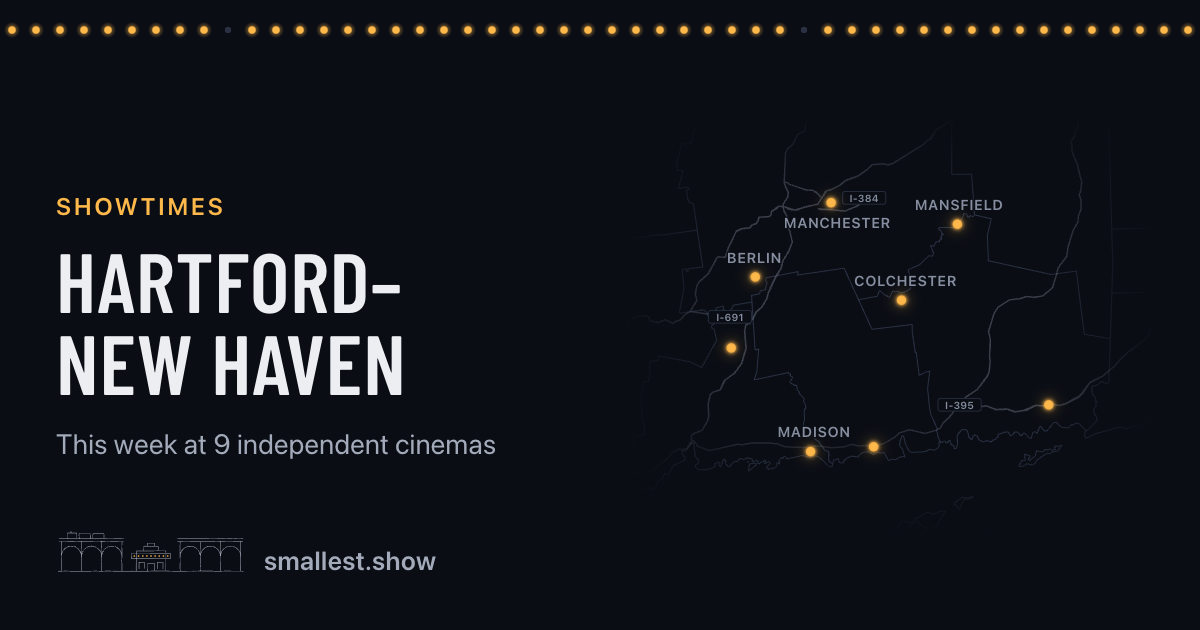 SHOWTIMES
HARTFORD–
NEW HAVEN
This week at 9 independent cinemas
smallest.show
I-384
MANSFIELD
MANCHESTER
BERLIN
COLCHESTER
I-691
I-395
MADISON